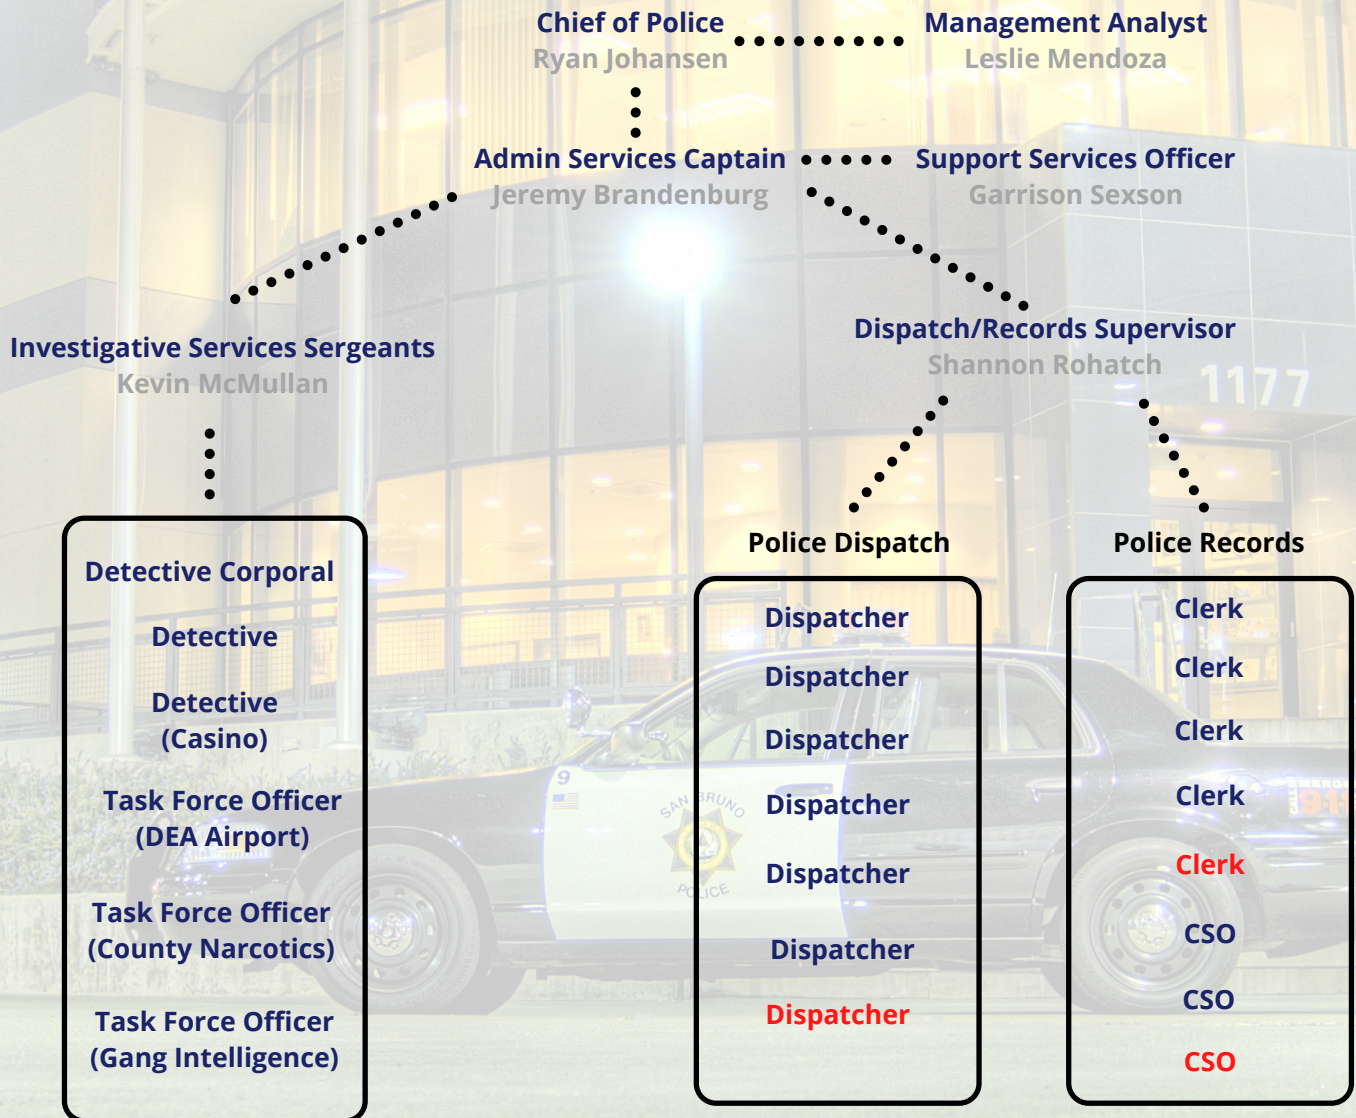 Chief of Police
Ryan Johansen
Management Analyst
Leslie Mendoza
Admin Services Captain
Jeremy Brandenburg
Support Services Officer
Garrison Sexson
Investigative Services Sergeants
Kevin McMullan
Dispatch/Records Supervisor
Shannon Rohatch
1177
Detective Corporal
Detective
Detective
(Casino)
Task Force Officer
(DEA Airport)
Task Force Officer
(County Narcotics)
Task Force Officer
(Gang Intelligence)
Police Dispatch
Dispatcher
Dispatcher
Dispatcher
Dispatcher
Dispatcher
Dispatcher
Dispatcher
Police Records
Clerk
Clerk
Clerk
Clerk
Clerk
CSO
CSO
CSO
9
SAN BRUNO
POLICE